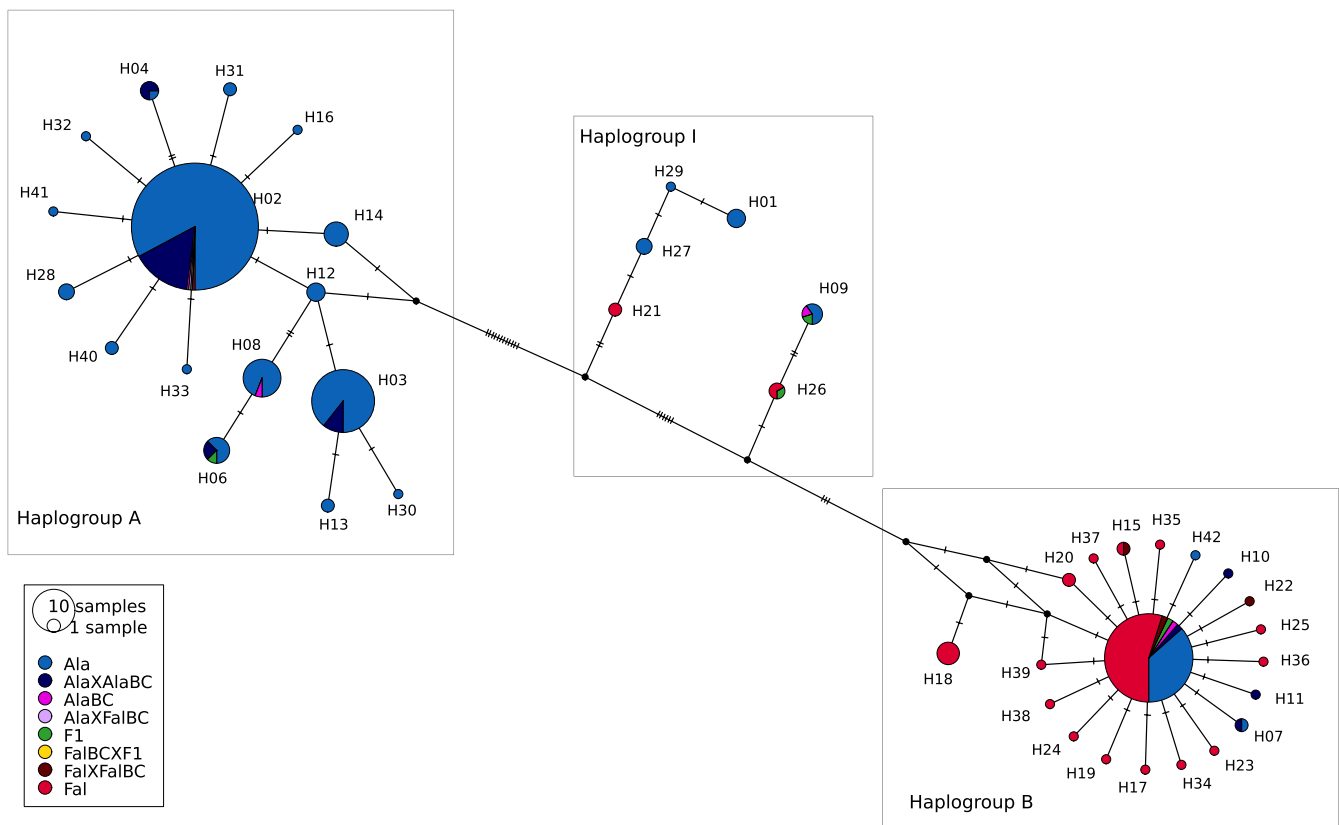 H04
H31
H16
H32
H41
H02
H14
H28
H12
H40
H33
H08
H03
H06
H13
H30
Haplogroup A
Haplogroup I
H29
H01
H27
H21
H09
H26
H35
H15
H37
H42
H20
H10
H22
H25
H36
H18
H39
H11
H38
H07
H24
H19
H17
H34
H23
Haplogroup B
10 samples
1 sample
Ala
AlaXAlaBC
AlaBC
AlaXFalBC
F1
FalBCXF1
FalXFalBC
Fal